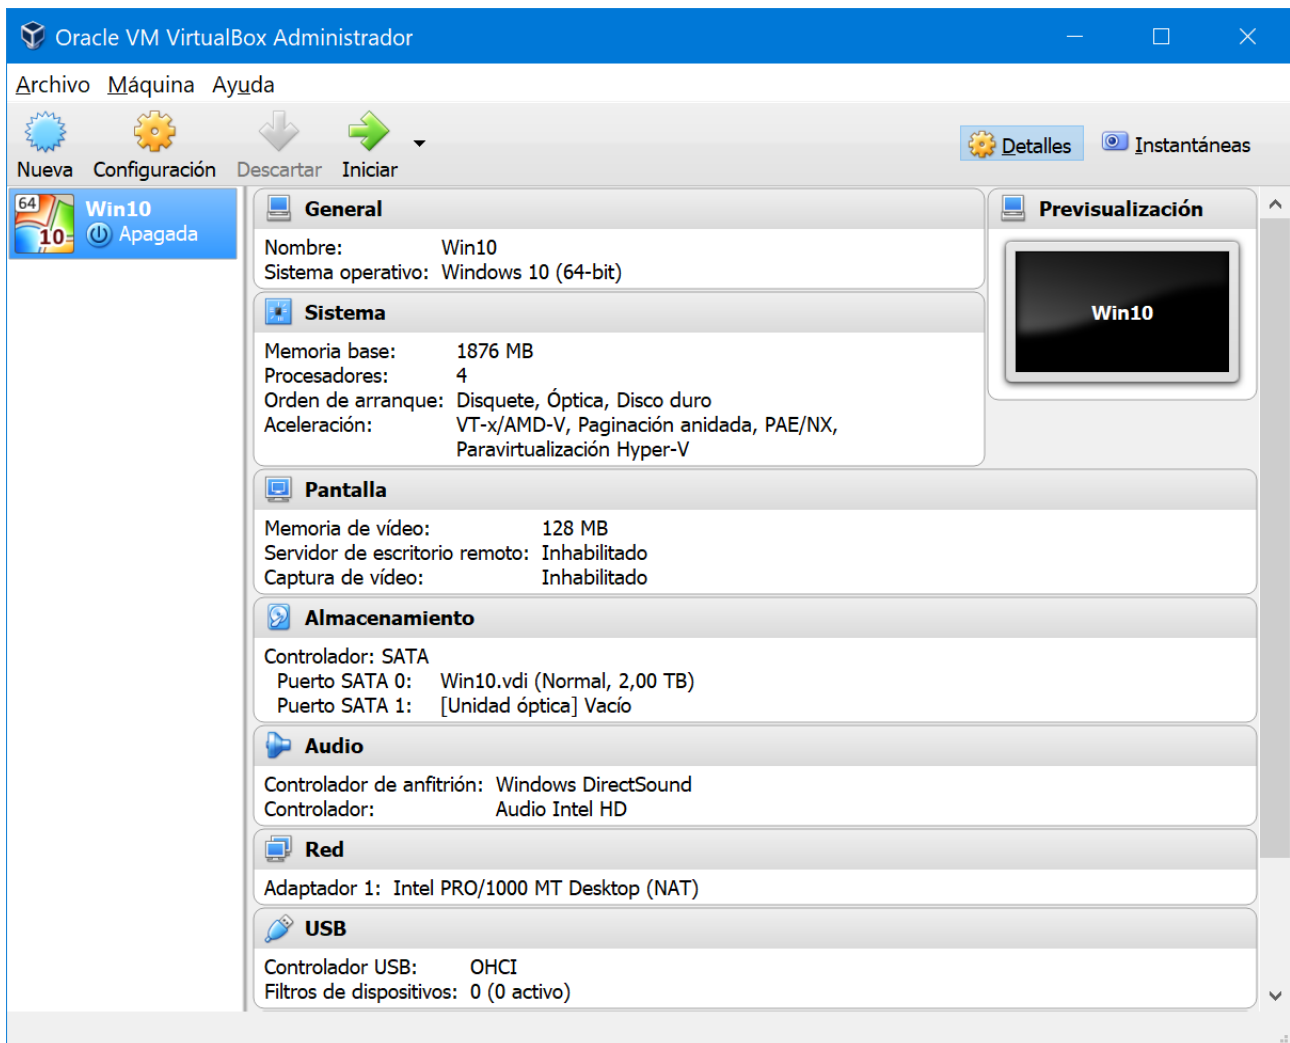 Oracle VM VirtualBox Administrador
Archivo Máquina Ayuda
Nueva Configuración Descartar Iniciar
Detalles Instantáneas
64
10
Win10
Apagada
General
Nombre: Win10
Sistema operativo: Windows 10 (64-bit)
Previsualización
Win10
Sistema
Memoria base: 1876 MB
Procesadores: 4
Orden de arranque: Disquete, Óptica, Disco duro
Aceleración: VT-x/AMD-V, Paginación anidada, PAE/NX,
Paravirtualización Hyper-V
Pantalla
Memoria de vídeo: 128 MB
Servidor de escritorio remoto: Inhabilitado
Captura de vídeo: Inhabilitado
Almacenamiento
Controlador: SATA
Puerto SATA 0: Win10.vdi (Normal, 2,00 TB)
Puerto SATA 1: [Unidad óptica] Vacío
Audio
Controlador de anfitrión: Windows DirectSound
Controlador: Audio Intel HD
Red
Adaptador 1: Intel PRO/1000 MT Desktop (NAT)
USB
Controlador USB: OHCI
Filtros de dispositivos: 0 (0 activo)